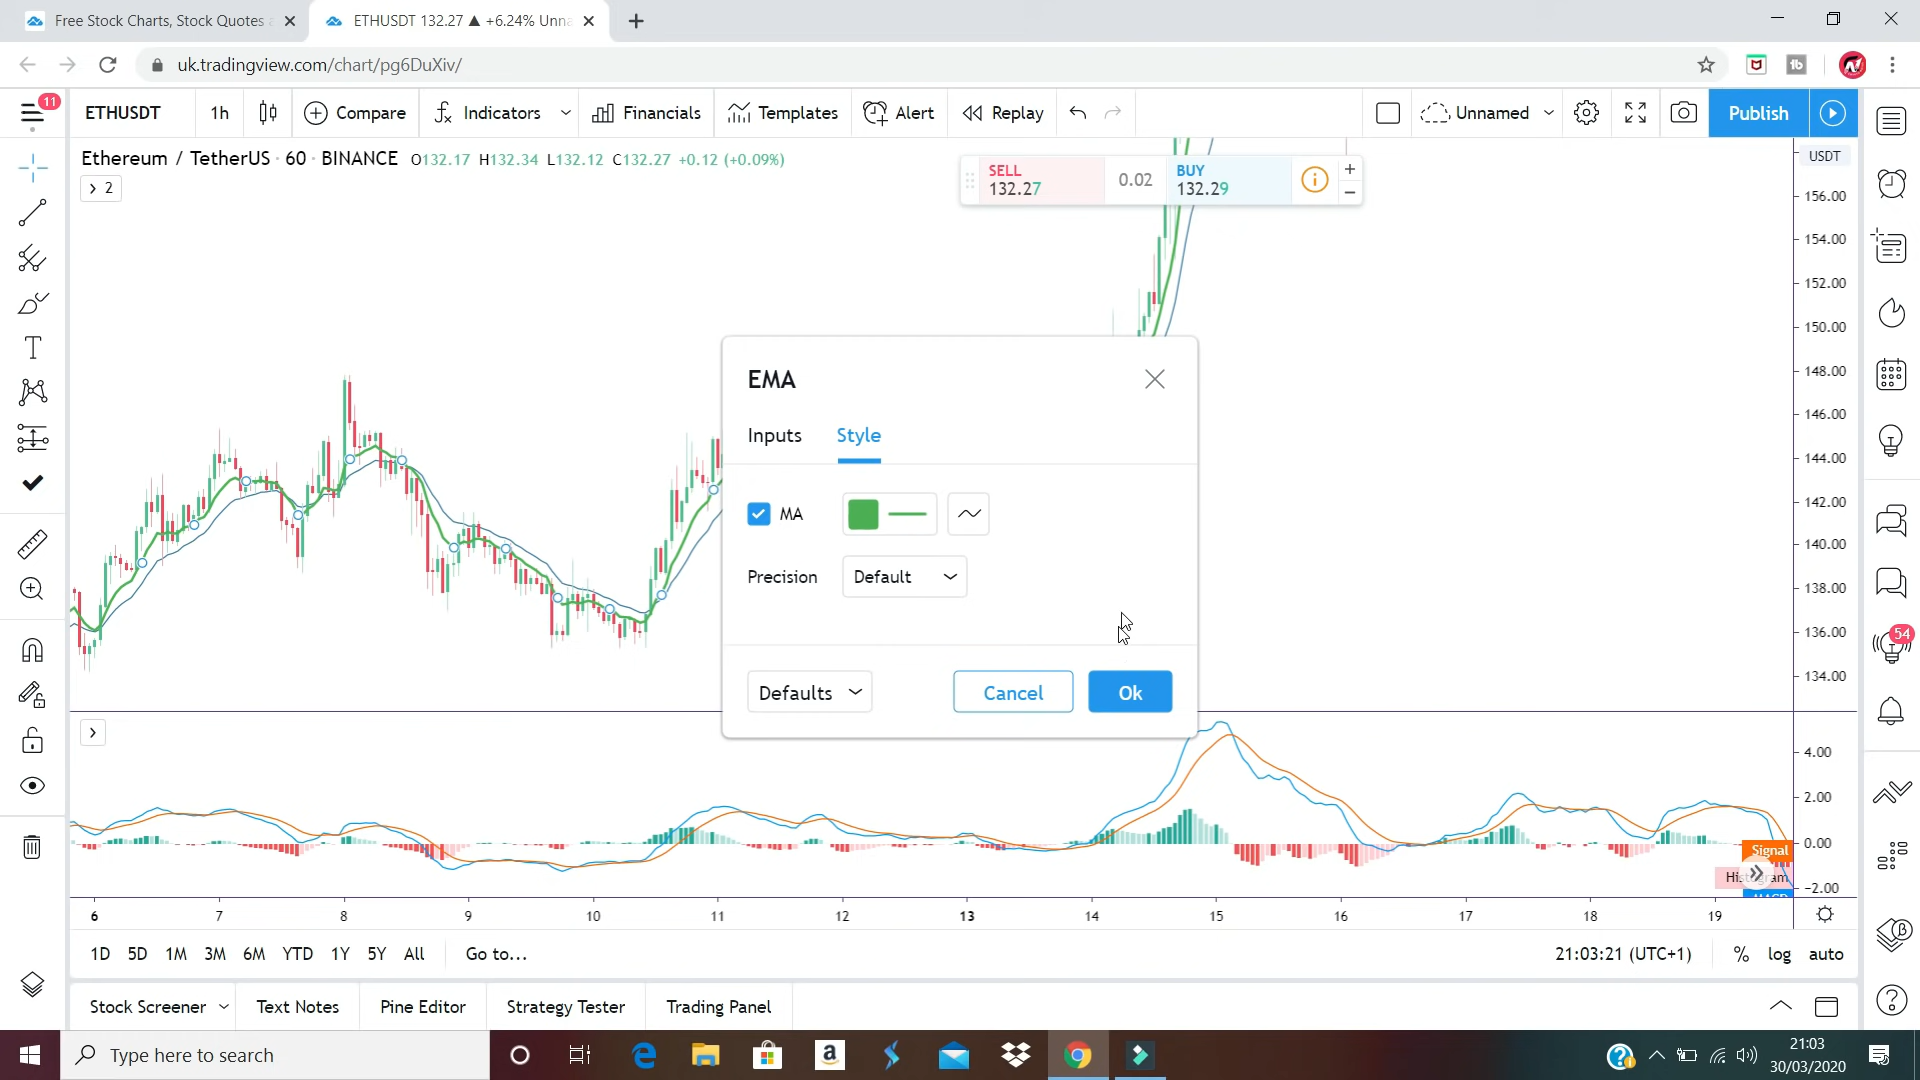 Free Stock Charts, Stock Quotes
ETHUSDT 132.27 ▲ +6.24% Unna
uk.tradingview.com/chart/pg6DuXiv/
11
ETHUSDT
1h
Compare
Indicators
Financials
Templates
Alert
Replay
Unnamed
Publish
Ethereum / TetherUS · 60 · BINANCE O132.17 H132.34 L132.12 C132.27 +0.12 (+0.09%)
2
SELL
132.27
0.02
BUY
132.29
USDT
156.00
154.00
152.00
150.00
148.00
146.00
144.00
142.00
140.00
138.00
136.00
134.00
EMA
Inputs
Style
MA
Precision
Default
Defaults
Cancel
Ok
54
4.00
2.00
0.00
-2.00
Signal
Histogram
MACD
6 7 8 9 10 11 12 13 14 15 16 17 18 19
1D 5D 1M 3M 6M YTD 1Y 5Y All
Go to...
21:03:21 (UTC+1)
% log auto
Stock Screener
Text Notes
Pine Editor
Strategy Tester
Trading Panel
Type here to search
21:03
30/03/2020